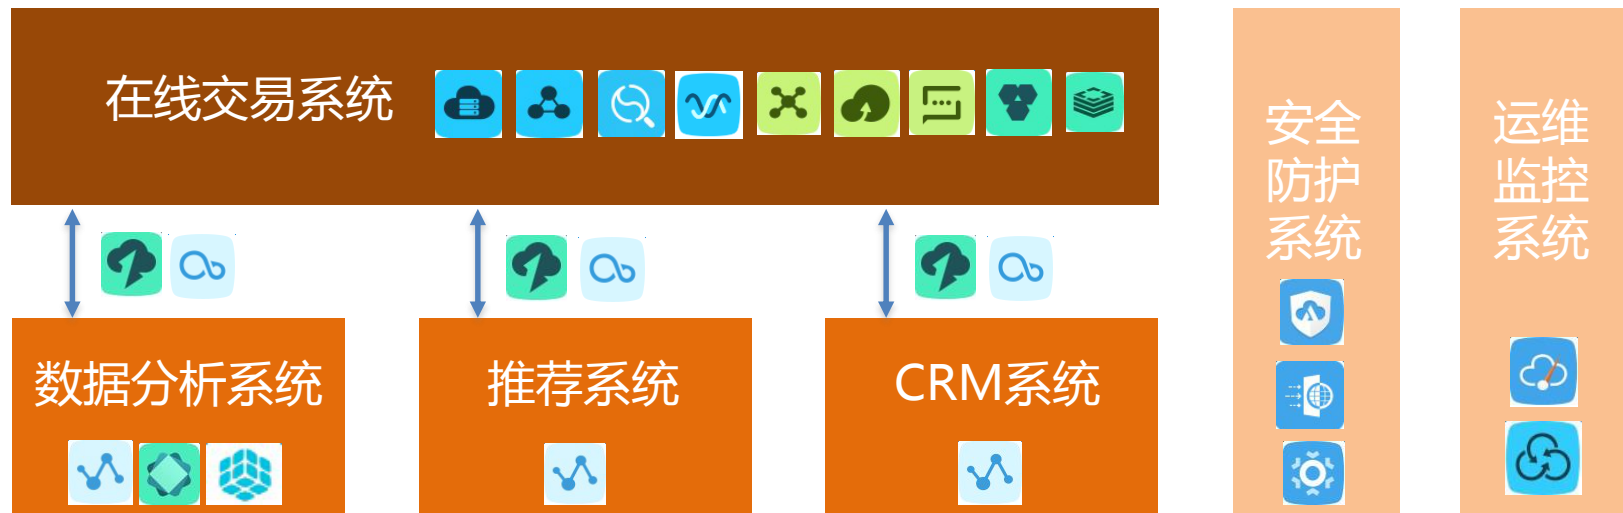 在线交易系统
数据分析系统
推荐系统
CRM系统
安全
防护
系统
运维
监控
系统